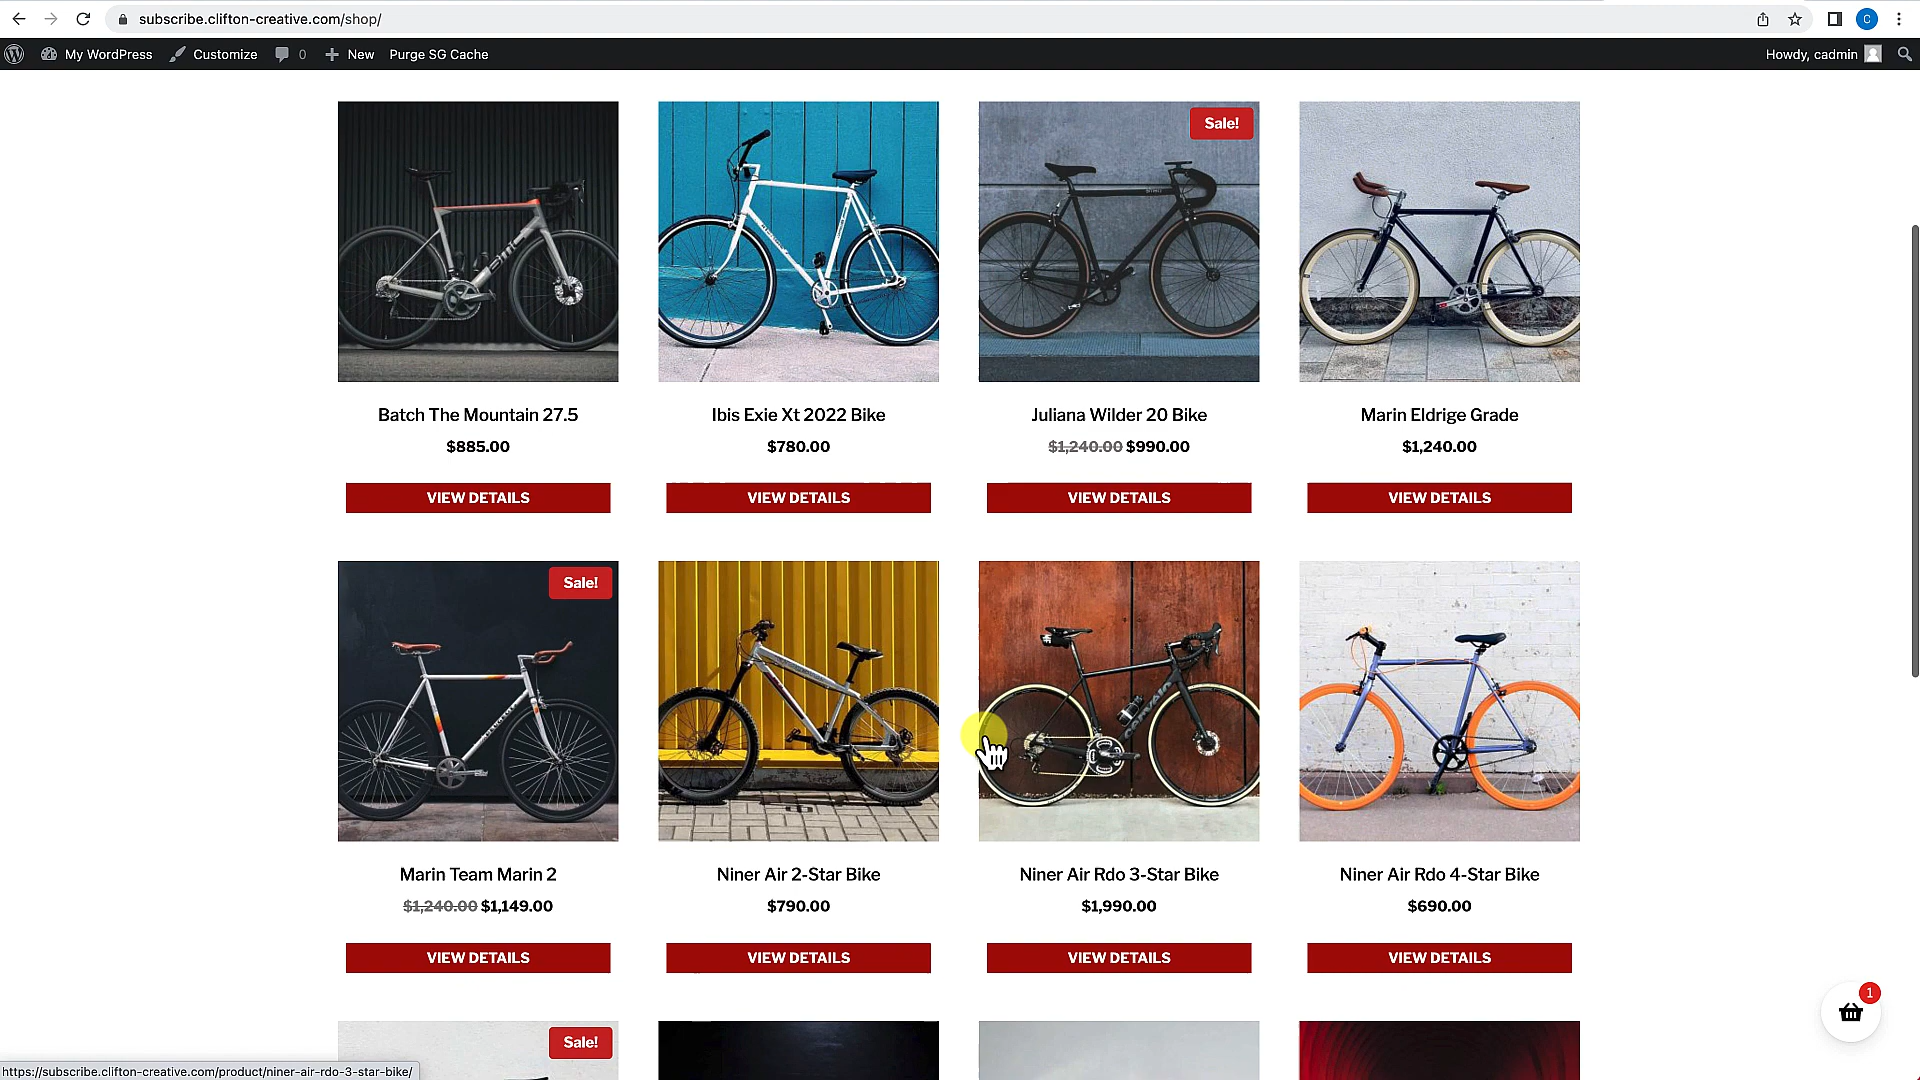 subscribe.clifton-creative.com/shop/
C
My WordPress Customize 0 New Purge SG Cache Howdy, cadmin
Sale!
BMC
Batch The Mountain 27.5 Ibis Exie Xt 2022 Bike Juliana Wilder 20 Bike Marin Eldrige Grade
$885.00 $780.00 $1,240.00 $990.00 $1,240.00
VIEW DETAILS VIEW DETAILS VIEW DETAILS VIEW DETAILS
Sale!
Marin Team Marin 2 Niner Air 2-Star Bike Niner Air Rdo 3-Star Bike Niner Air Rdo 4-Star Bike
$1,240.00 $1,149.00 $790.00 $1,990.00 $690.00
VIEW DETAILS VIEW DETAILS VIEW DETAILS VIEW DETAILS
1
Sale!
https://subscribe.clifton-creative.com/product/niner-air-rdo-3-star-bike/